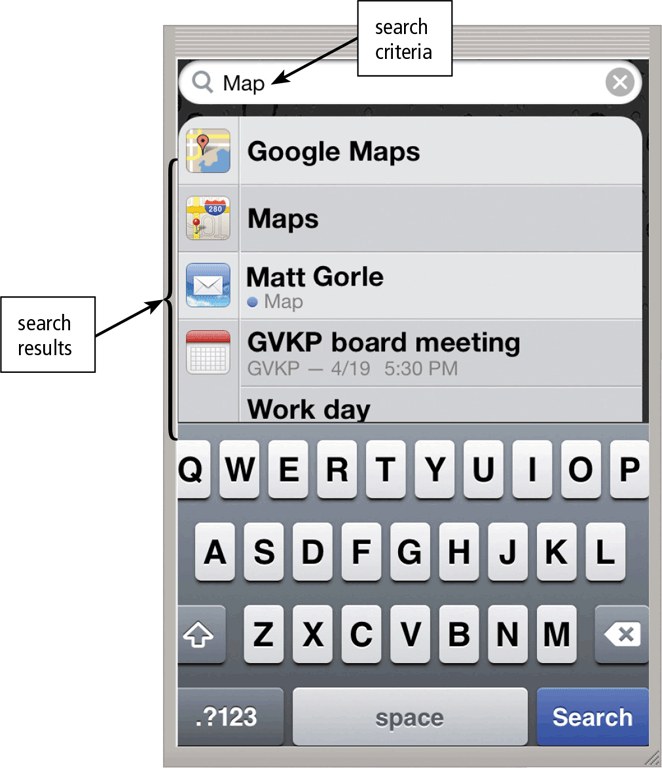 search
criteria
Map
Google Maps
280
Maps
Matt Gorle
Map
search
results
GVKP board meeting
GVKP — 4/19 5:30 PM
Work day
Q W E R T Y U I O P
A S D F G H J K L
Z X C V B N M
.?123 space Search